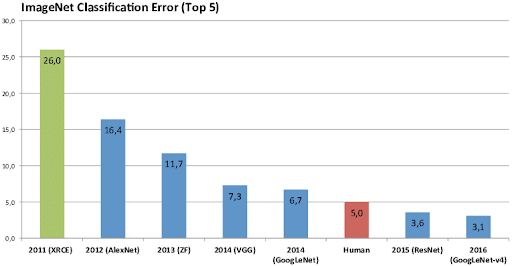 ImageNet Classification Error (Top 5)
30,0
25,0
20,0
15,0
10,0
5,0
0,0
26,0
16,4
11,7
7,3
6,7
5,0
3,6
3,1
2011 (XRCE)
2012 (AlexNet)
2013 (ZF)
2014 (VGG)
2014
(GoogLeNet)
Human
2015 (ResNet)
2016
(GoogLeNet-v4)